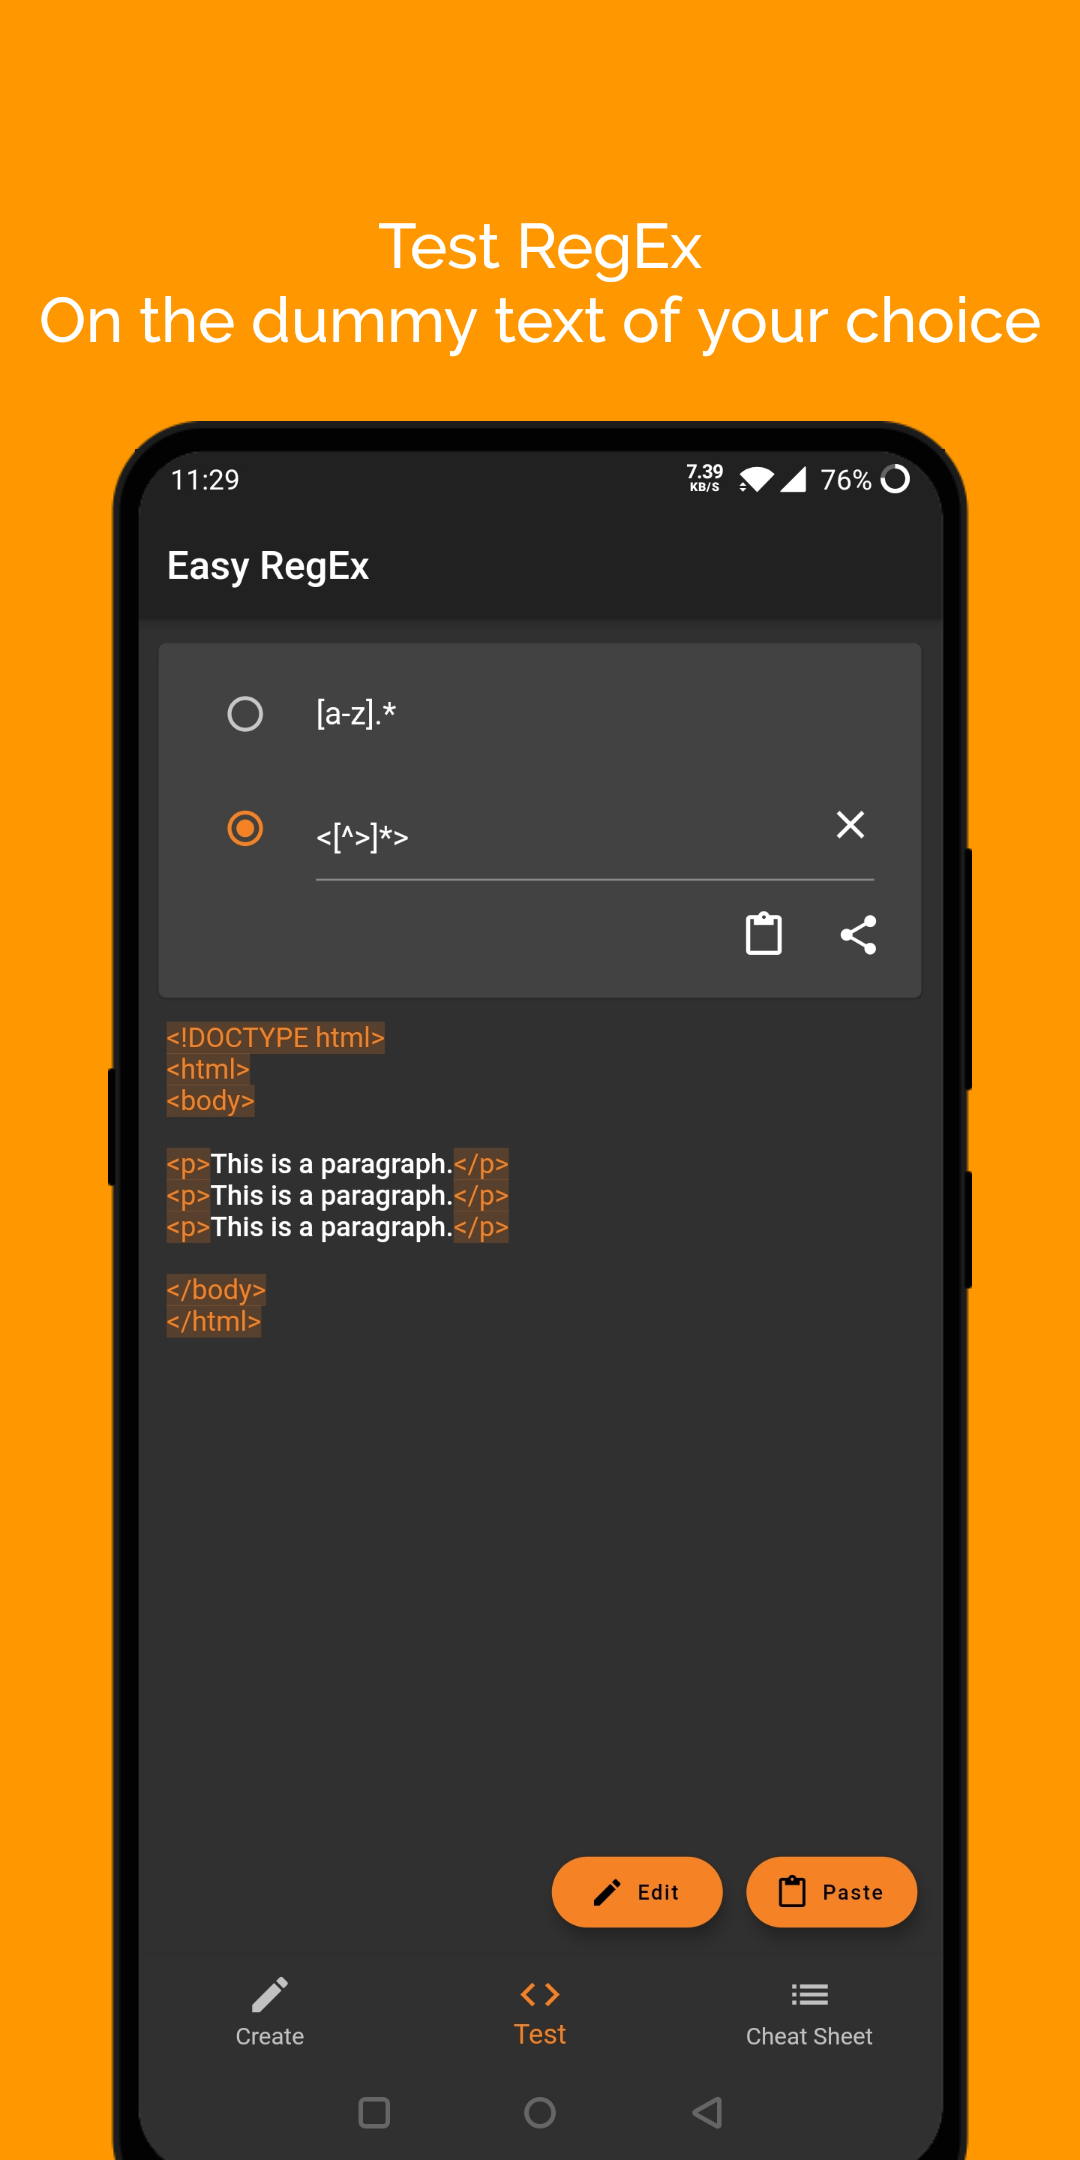 Test RegEx
On the dummy text of your choice
11:29
7.39
KB/S
76%
Easy RegEx
[a-z].*
<[^>]*>
<!DOCTYPE html>
<html>
<body>
<p>This is a paragraph.</p>
<p>This is a paragraph.</p>
<p>This is a paragraph.</p>
</body>
</html>
Edit
Paste
Create
Test
Cheat Sheet